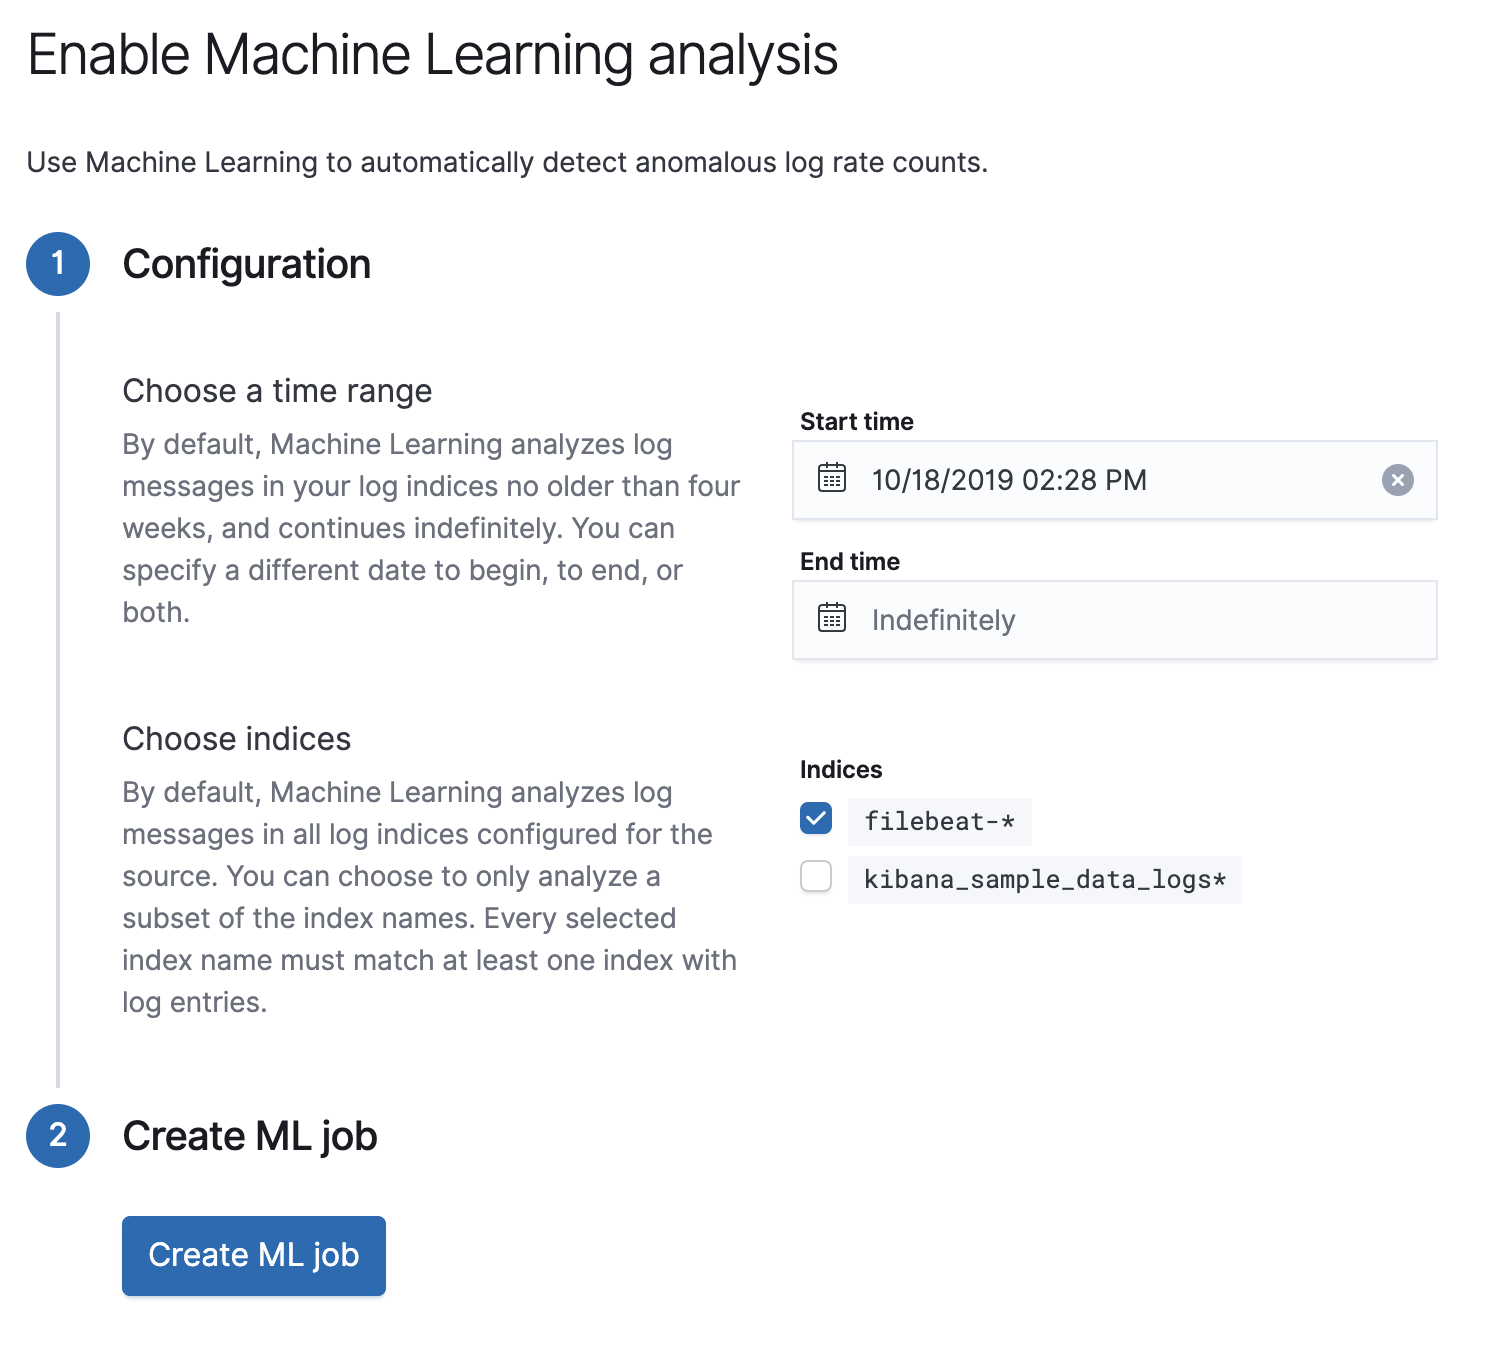 Enable Machine Learning analysis
Use Machine Learning to automatically detect anomalous log rate counts.
1
Configuration
Choose a time range
By default, Machine Learning analyzes log
messages in your log indices no older than four
weeks, and continues indefinitely. You can
specify a different date to begin, to end, or
both.
Start time
10/18/2019 02:28 PM
End time
Indefinitely
Choose indices
By default, Machine Learning analyzes log
messages in all log indices configured for the
source. You can choose to only analyze a
subset of the index names. Every selected
index name must match at least one index with
log entries.
Indices
filebeat-*
kibana_sample_data_logs*
2
Create ML job
Create ML job